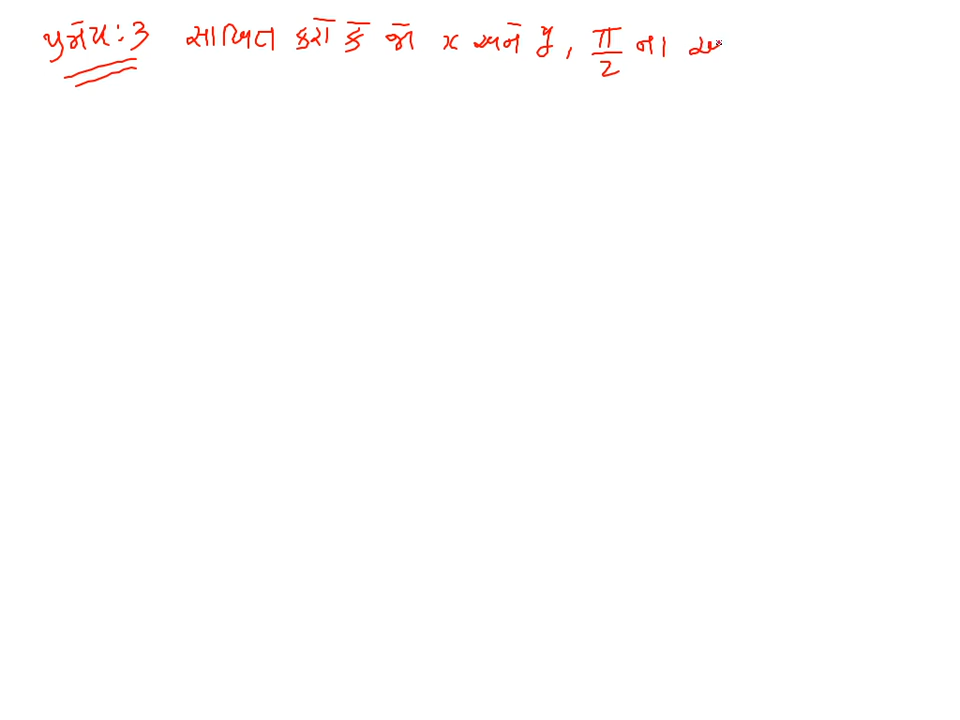 પ્રમેય : 3 સાબિત કરો કે જો x અને y, π/2 ના